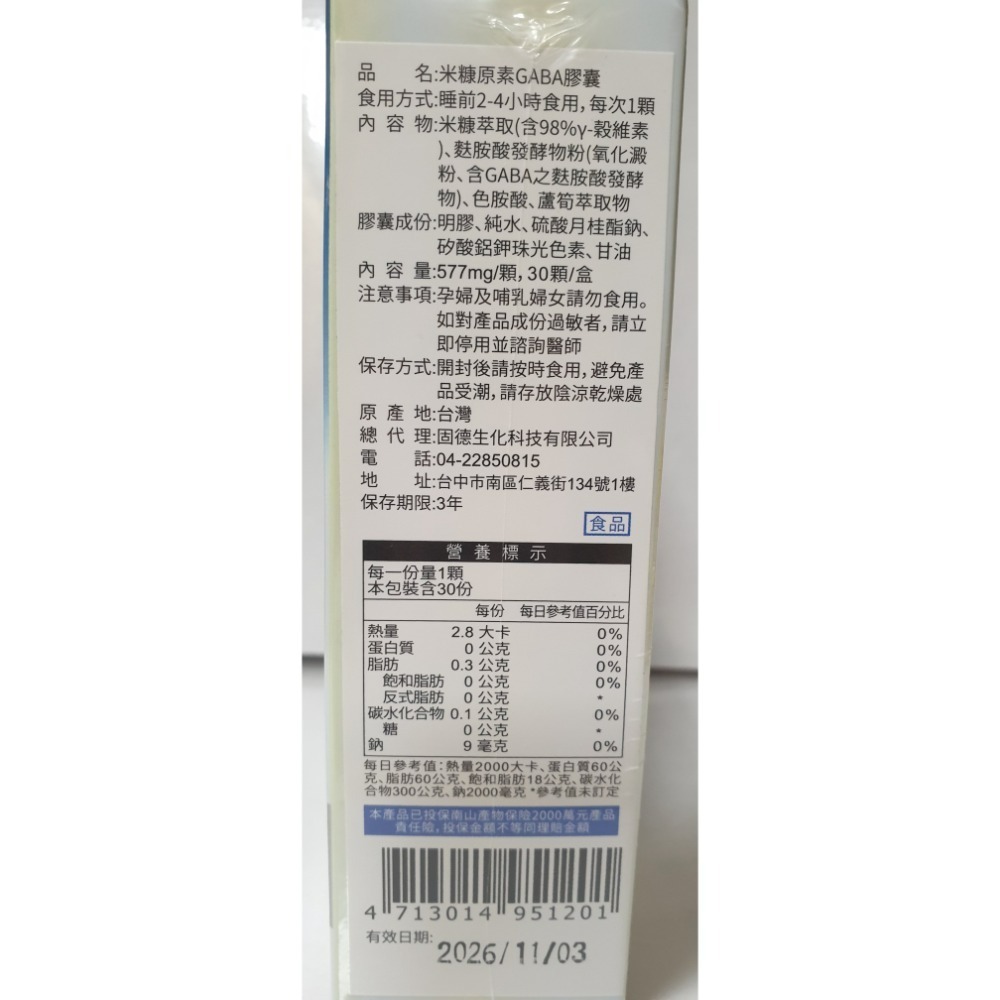 品 名:米糠原素GABA膠囊
食用方式:睡前2-4小時食用,每次1顆
內 容 物:米糠萃取(含98%γ-穀維素
)、麩胺酸發酵物粉(氧化澱
粉、含GABA之麩胺酸發酵
物)、色胺酸、蘆筍萃取物
膠囊成份:明膠、純水、硫酸月桂酯鈉、
矽酸鋁鉀珠光色素、甘油
內 容 量:577mg/顆,30顆/盒
注意事項:孕婦及哺乳婦女請勿食用。
如對產品成份過敏者,請立
即停用並諮詢醫師
保存方式:開封後請按時食用,避免產
品受潮,請存放陰涼乾燥處
原 產 地:台灣
總 代 理:固德生化科技有限公司
電 話:04-22850815
地 址:台中市南區仁義街134號1樓
保存期限:3年
食品
營養標示
每一份量1顆
本包裝含30份
每份 每日參考值百分比
熱量 2.8 大卡 0%
蛋白質 0 公克 0%
脂肪 0.3 公克 0%
飽和脂肪 0 公克 0%
反式脂肪 0 公克 *
碳水化合物 0.1 公克 0%
糖 0 公克 *
鈉 9 毫克 0%
每日參考值:熱量2000大卡、蛋白質60公
克、脂肪60公克、飽和脂肪18公克、碳水化
合物300公克、鈉2000毫克 *參考值未訂定
本產品已投保南山產物保險2000萬元產品
責任險,投保金額不等同理賠金額
4 713014 951201
有效日期:
2026/11/03